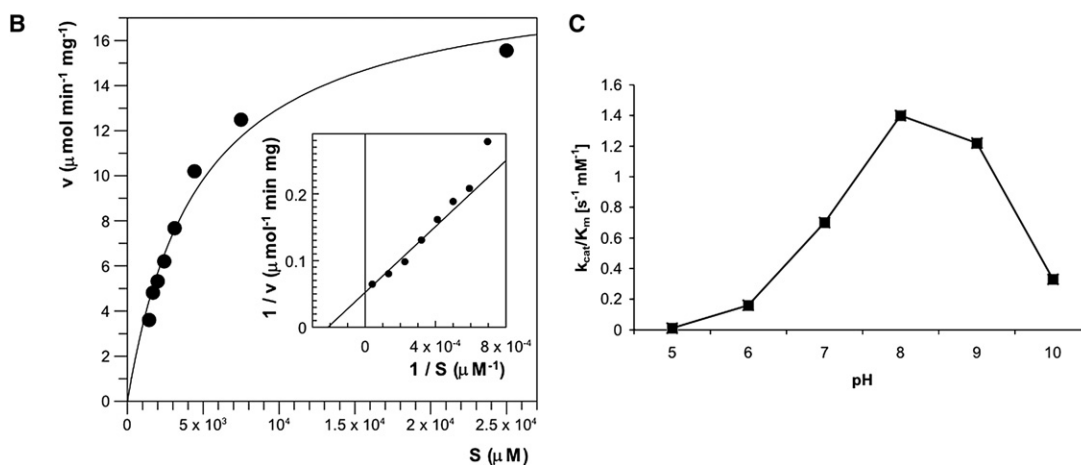 B
v (μmol min⁻¹ mg⁻¹)
16
14
12
10
8
6
4
2
0
0
5 x 10³
10⁴
1.5 x 10⁴
2 x 10⁴
2.5 x 10⁴
S (μM)
1 / v (μmol⁻¹ min mg)
0.2
0.1
0
0
4 x 10⁻⁴
8 x 10⁻⁴
1 / S (μM⁻¹)
C
kcat/Km [s⁻¹ mM⁻¹]
1.6
1.4
1.2
1
0.8
0.6
0.4
0.2
0
5
6
7
8
9
10
pH